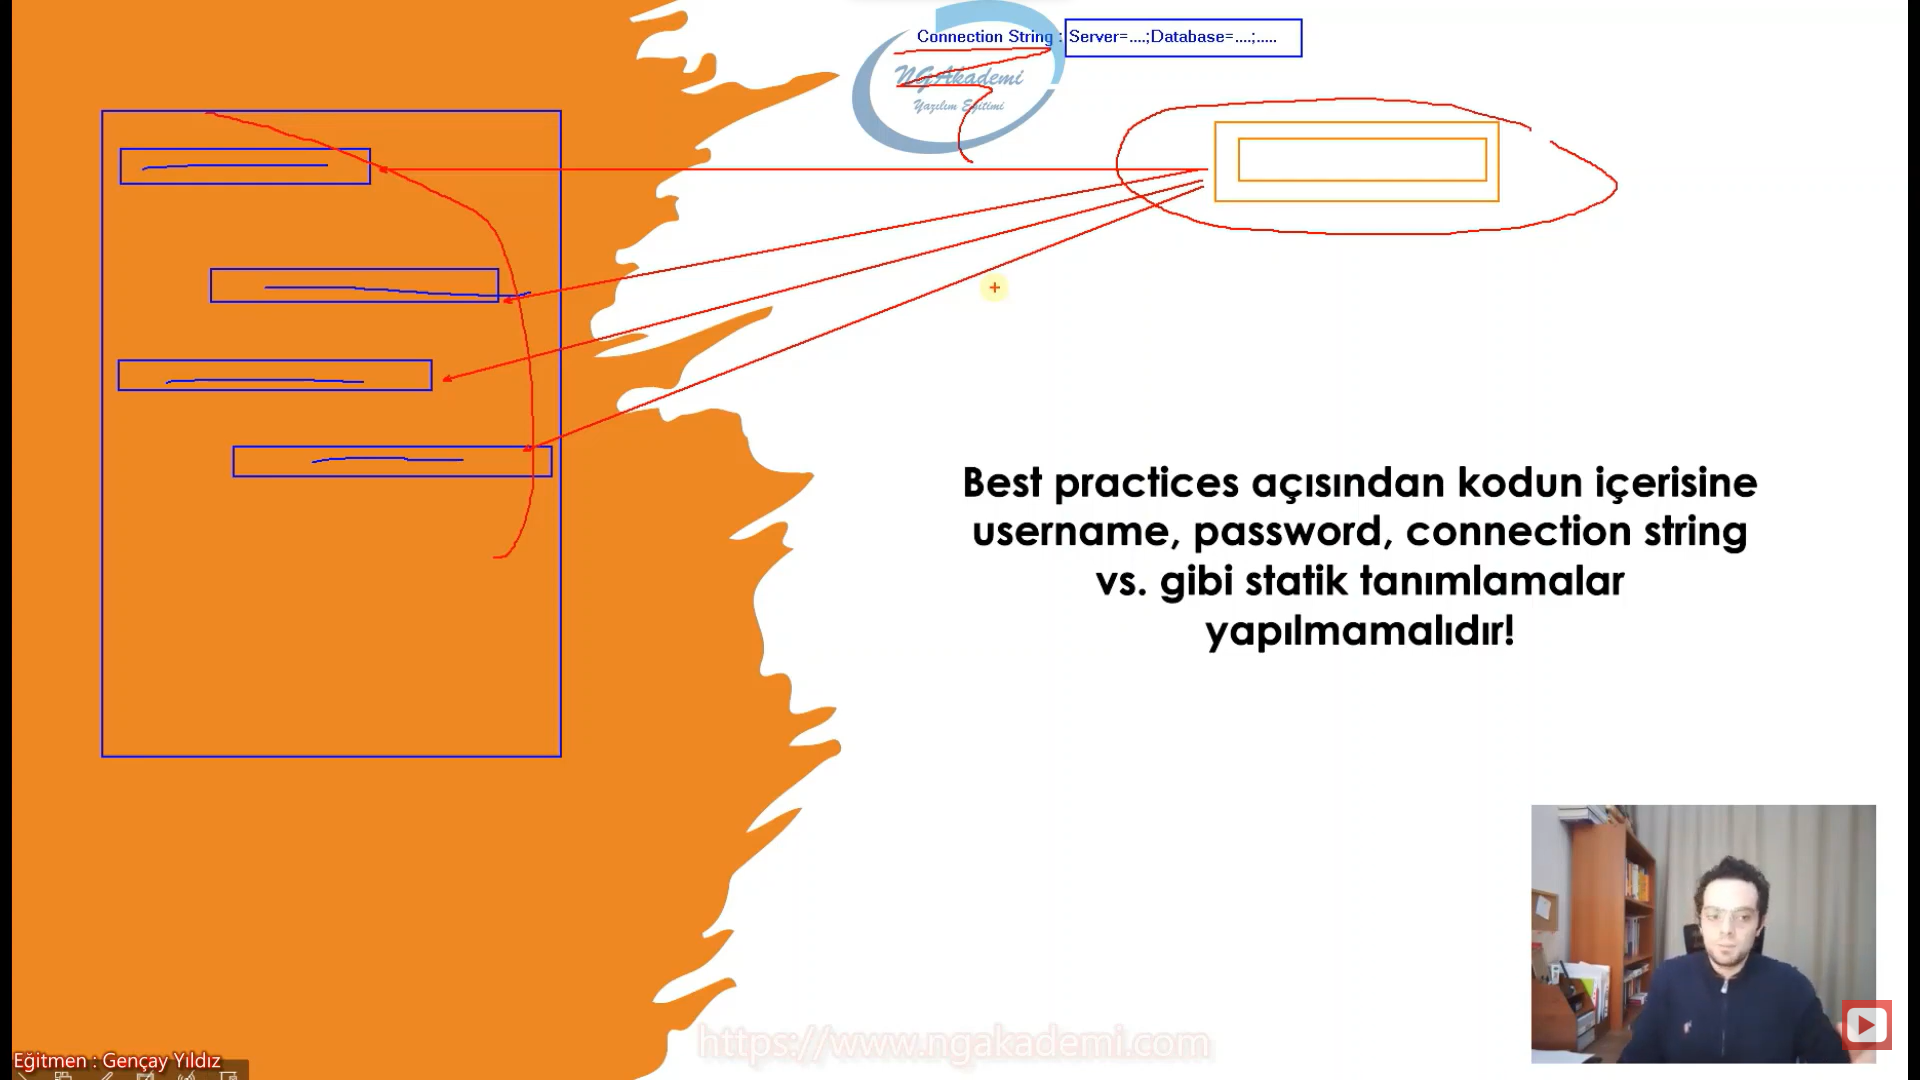 Connection String : Server=....;Database=....;.....
NGAkademi
Yazılım Eğitimi
Best practices açısından kodun içerisine
username, password, connection string
vs. gibi statik tanımlamalar
yapılmamalıdır!
https://www.ngakademi.com
Eğitmen : Gençay Yıldız